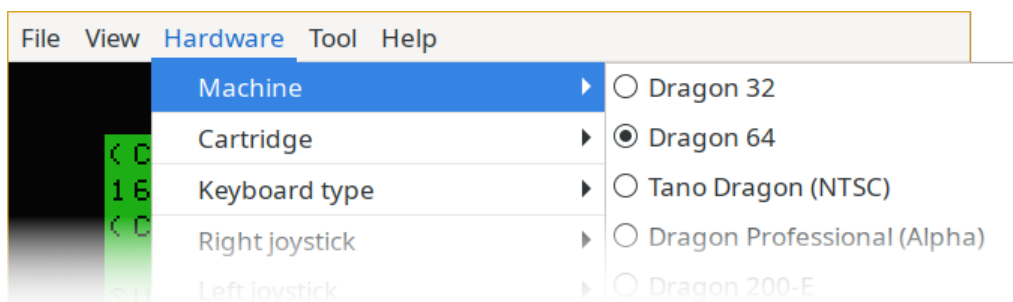 File View Hardware Tool Help
Machine
Cartridge
Keyboard type
Right joystick
Left joystick
Dragon 32
Dragon 64
Tano Dragon (NTSC)
Dragon Professional (Alpha)
Dragon 200-E
(C
16
(C